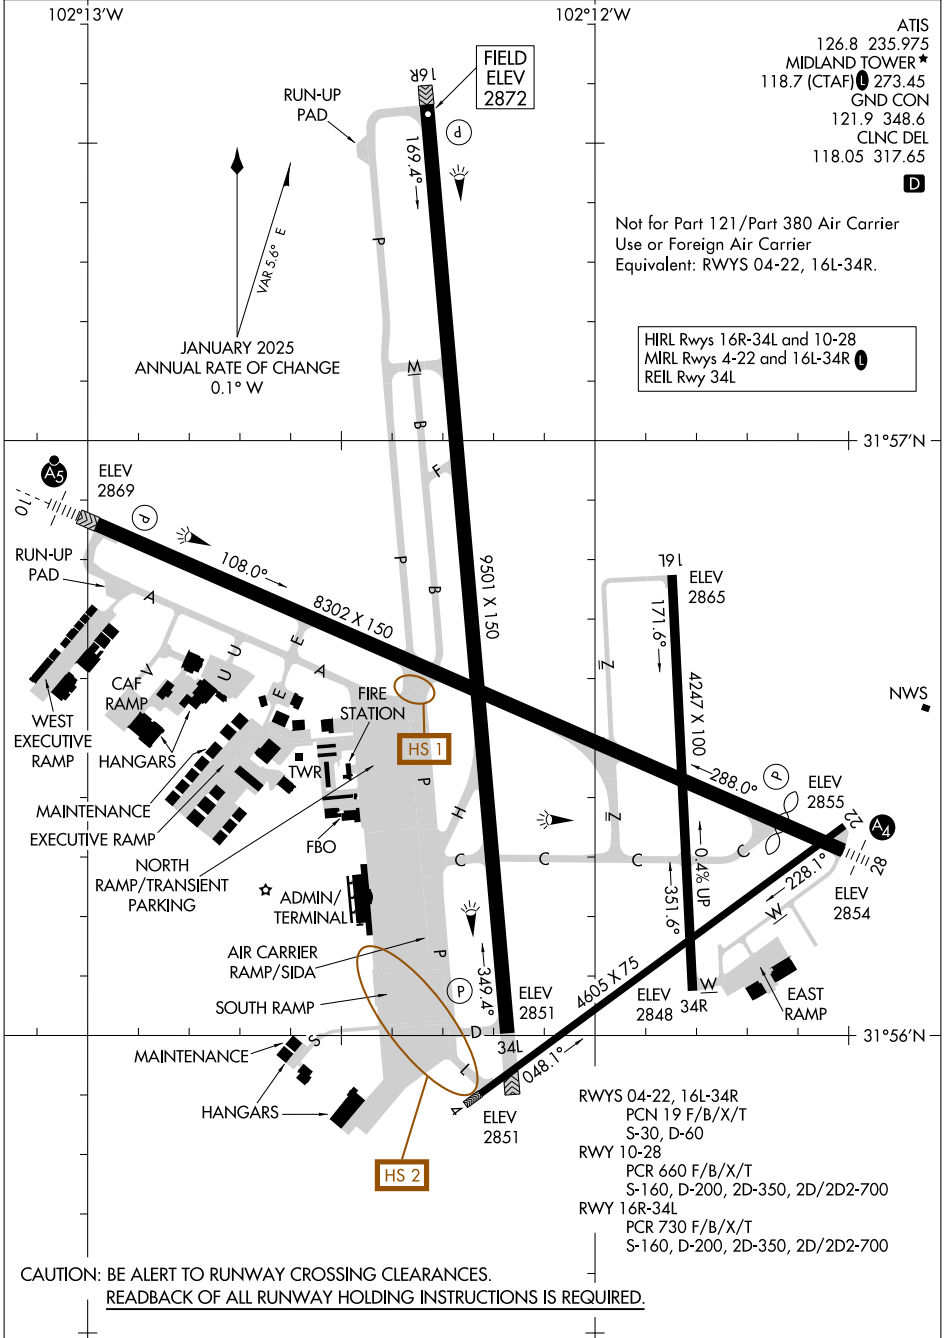 102°13'W
102°12'W
ATIS
126.8 235.975
MIDLAND TOWER★
118.7 (CTAF) L 273.45
GND CON
121.9 348.6
CLNC DEL
118.05 317.65
D
FIELD
ELEV
2872
16R
RUN-UP
PAD
P
169.4°
VAR 5.6° E
P
Not for Part 121/Part 380 Air Carrier
Use or Foreign Air Carrier
Equivalent: RWYS 04-22, 16L-34R.
JANUARY 2025
ANNUAL RATE OF CHANGE
0.1° W
HIRL Rwys 16R-34L and 10-28
MIRL Rwys 4-22 and 16L-34R L
REIL Rwy 34L
M
B
31°57'N
F
A5
ELEV
2869
10
P
RUN-UP
PAD
108.0°
8302 X 150
P
B
9501 X 150
16L
ELEV
2865
171.6°
A
U
U
E
A
E
V
Z
4247 X 100
CAF
RAMP
FIRE
STATION
NWS
WEST
EXECUTIVE
RAMP
HANGARS
TWR
HS 1
P
288.0°
P
ELEV
2855
22
A4
MAINTENANCE
EXECUTIVE RAMP
FBO
H
Z
C
C
C
C
0.4% UP
28
NORTH
RAMP/TRANSIENT
PARKING
ADMIN/
TERMINAL
351.6°
228.1°
ELEV
2854
W
AIR CARRIER
RAMP/SIDA
P
349.4°
4605 X 75
SOUTH RAMP
P
ELEV
2851
ELEV
2848
34R
W
EAST
RAMP
31°56'N
MAINTENANCE
S
D
34L
L
048.1°
HANGARS
4
ELEV
2851
HS 2
RWYS 04-22, 16L-34R
PCN 19 F/B/X/T
S-30, D-60
RWY 10-28
PCR 660 F/B/X/T
S-160, D-200, 2D-350, 2D/2D2-700
RWY 16R-34L
PCR 730 F/B/X/T
S-160, D-200, 2D-350, 2D/2D2-700
CAUTION: BE ALERT TO RUNWAY CROSSING CLEARANCES.
READBACK OF ALL RUNWAY HOLDING INSTRUCTIONS IS REQUIRED.